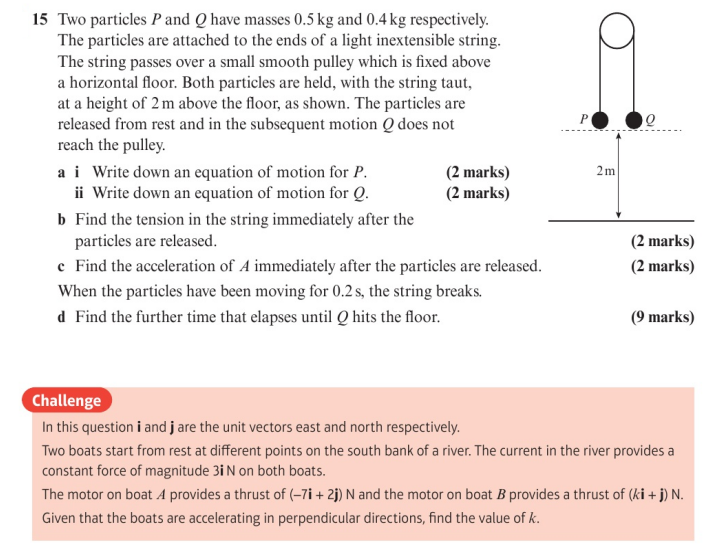 15 Two particles P and Q have masses 0.5 kg and 0.4 kg respectively.
The particles are attached to the ends of a light inextensible string.
The string passes over a small smooth pulley which is fixed above
a horizontal floor. Both particles are held, with the string taut,
at a height of 2 m above the floor, as shown. The particles are
released from rest and in the subsequent motion Q does not
reach the pulley.
P Q
2 m
a i Write down an equation of motion for P. (2 marks)
ii Write down an equation of motion for Q. (2 marks)
b Find the tension in the string immediately after the
particles are released. (2 marks)
c Find the acceleration of A immediately after the particles are released. (2 marks)
When the particles have been moving for 0.2 s, the string breaks.
d Find the further time that elapses until Q hits the floor. (9 marks)
Challenge
In this question i and j are the unit vectors east and north respectively.
Two boats start from rest at different points on the south bank of a river. The current in the river provides a
constant force of magnitude 3i N on both boats.
The motor on boat A provides a thrust of (−7i + 2j) N and the motor on boat B provides a thrust of (ki + j) N.
Given that the boats are accelerating in perpendicular directions, find the value of k.